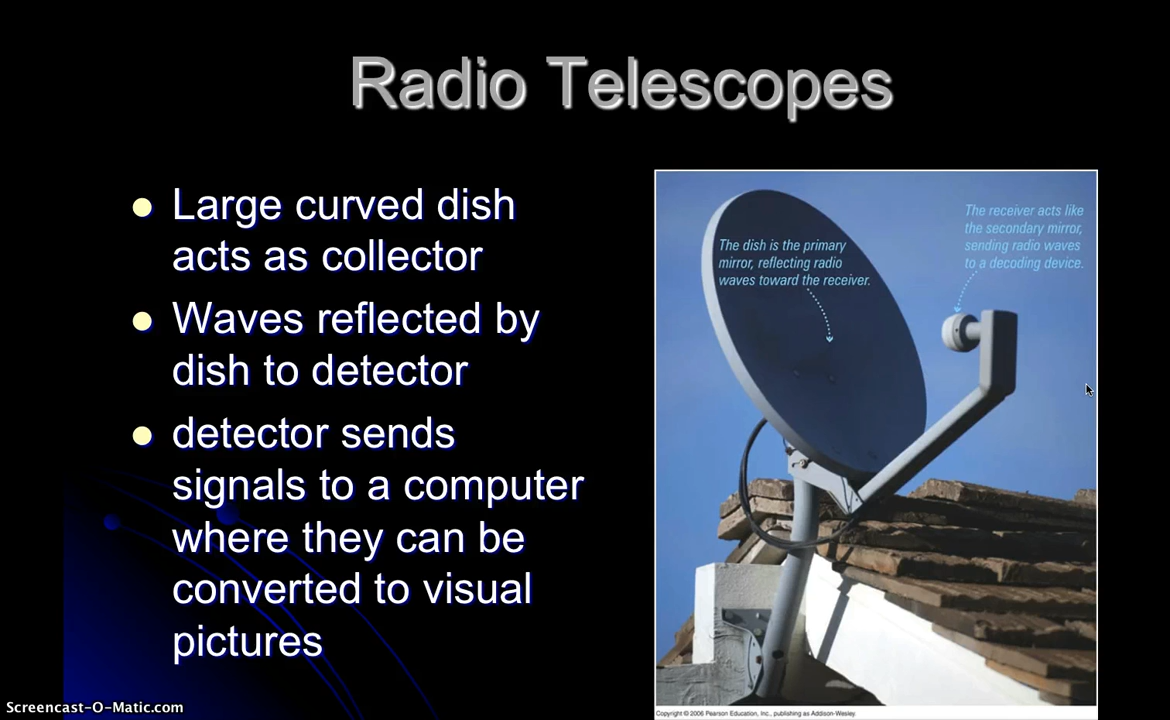 Radio Telescopes
Large curved dish
acts as collector
Waves reflected by
dish to detector
detector sends
signals to a computer
where they can be
converted to visual
pictures
The dish is the primary
mirror, reflecting radio
waves toward the receiver.
The receiver acts like
the secondary mirror,
sending radio waves
to a decoding device.
Copyright © 2006 Pearson Education, Inc., publishing as Addison-Wesley.
Screencast-O-Matic.com